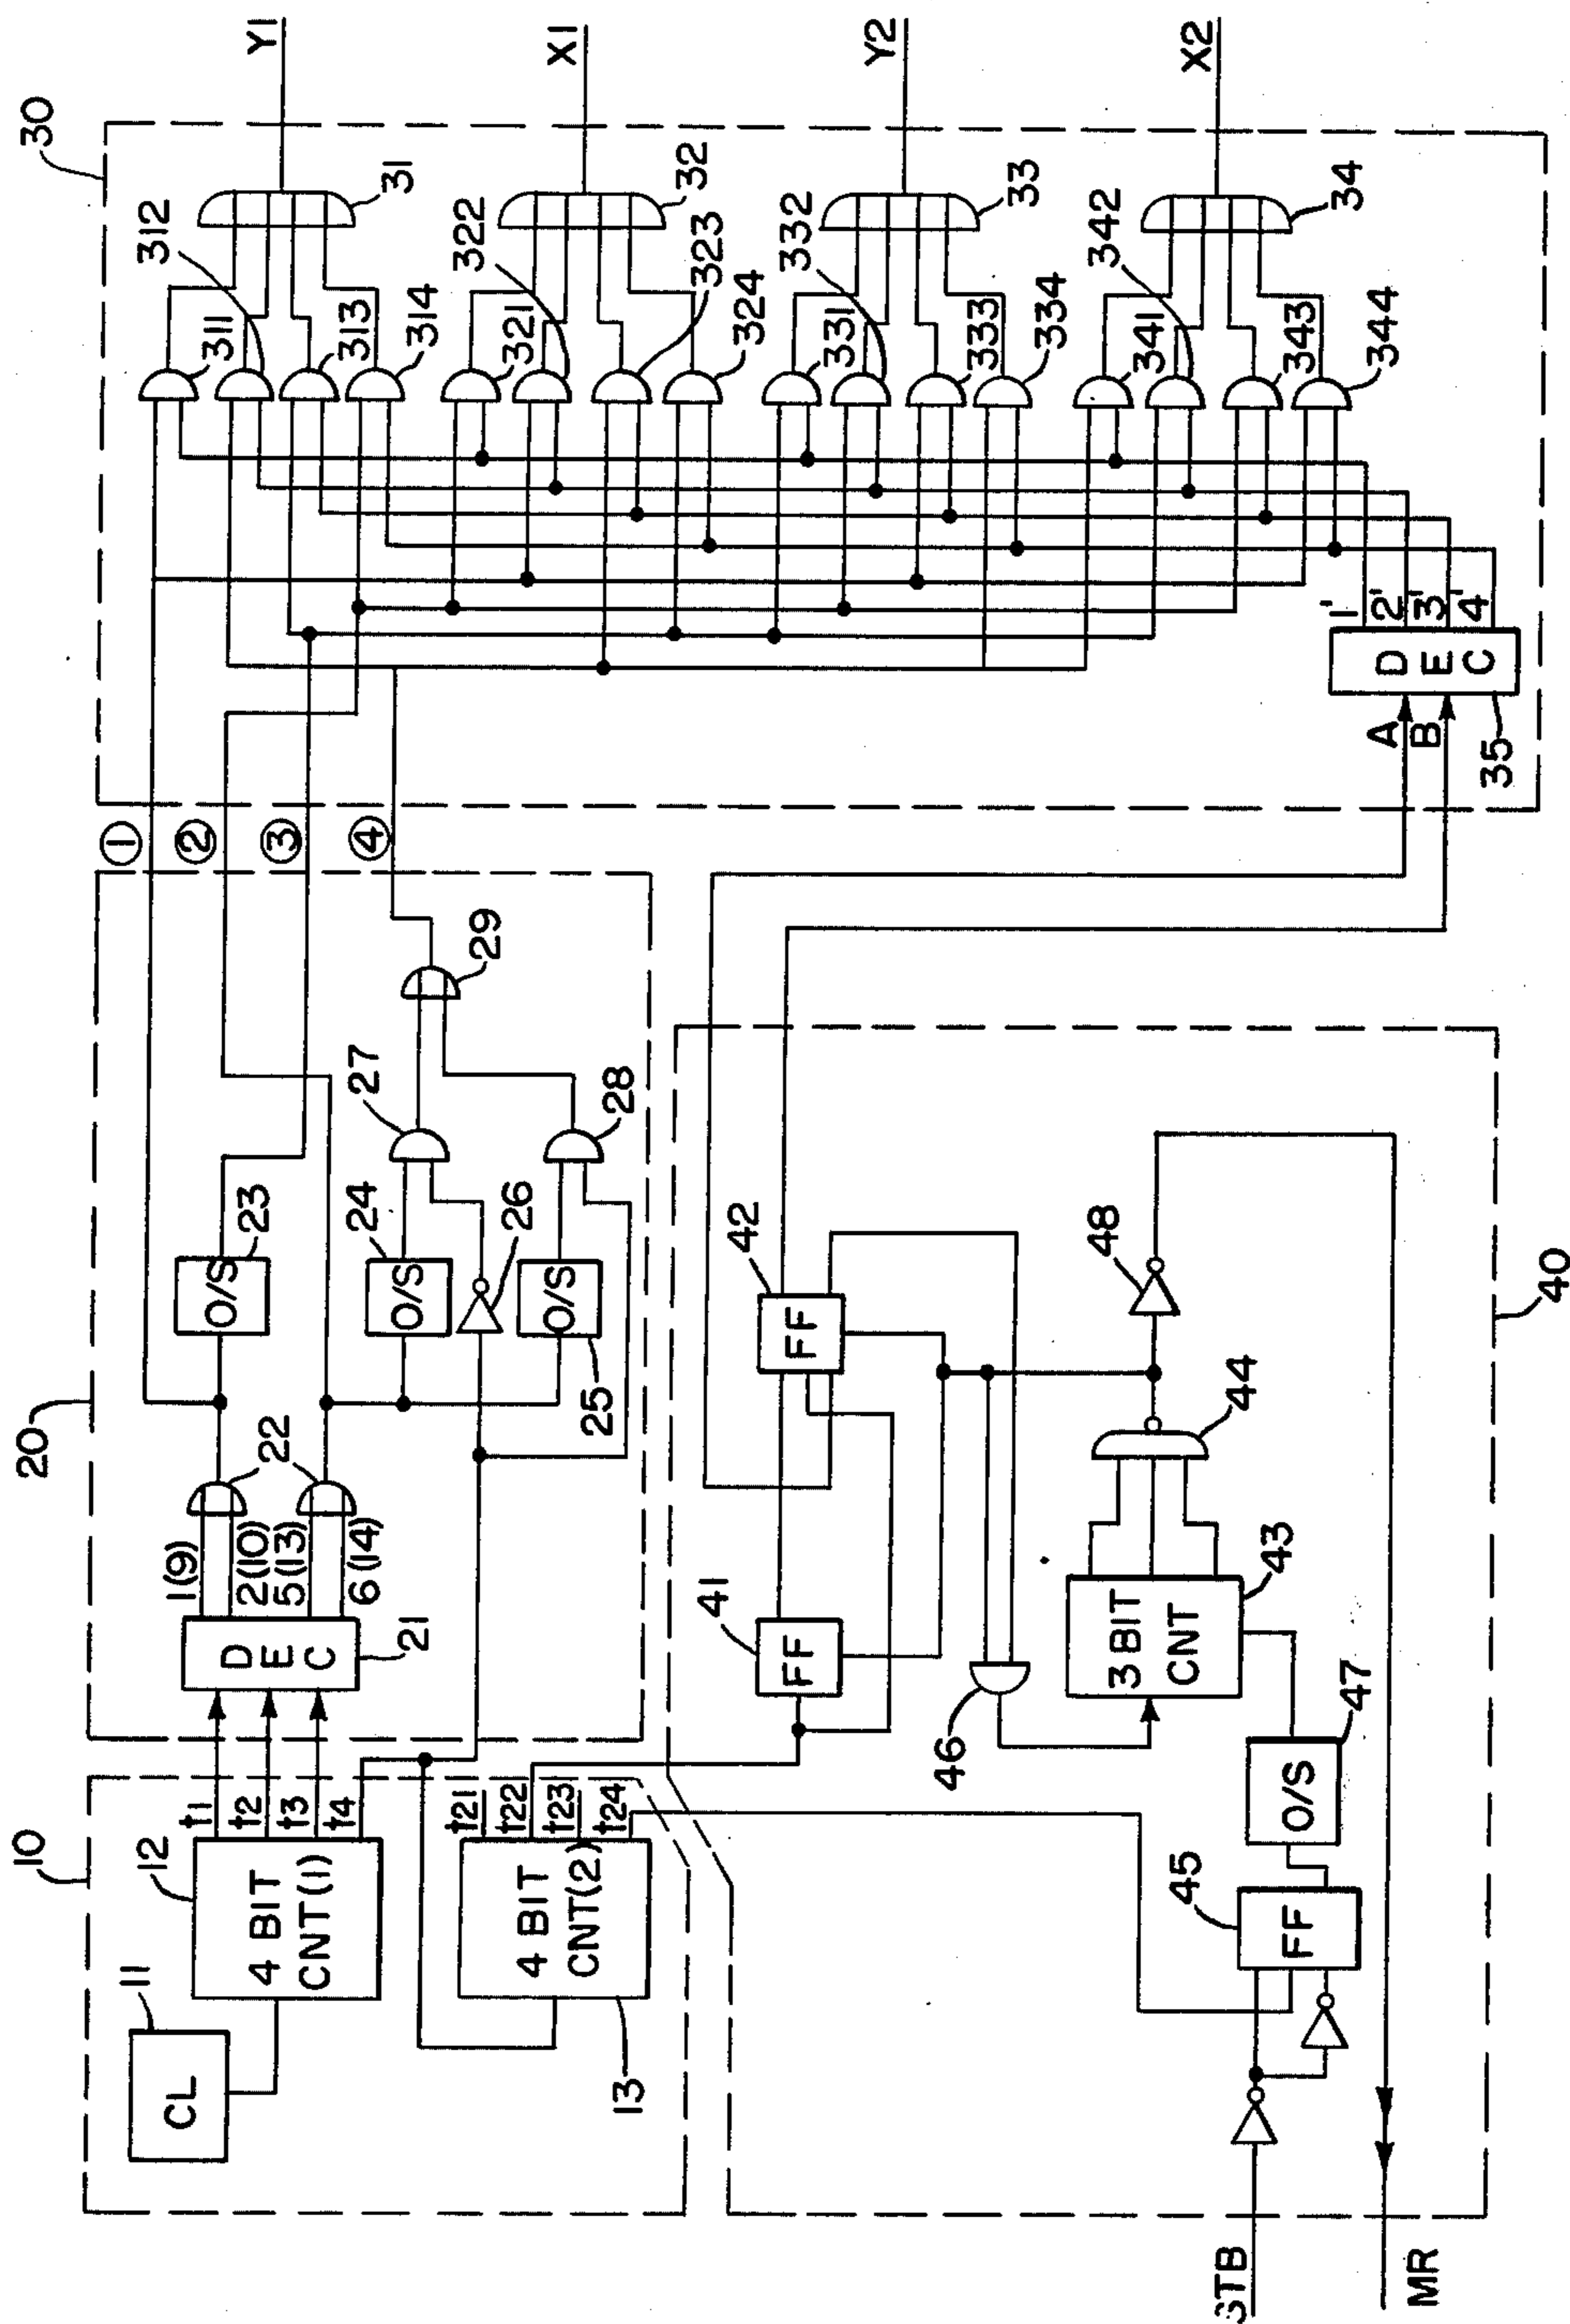 10
11
CL
12
4 BIT
CNT(1)
t1
t2
t3
t4
13
4 BIT
CNT(2)
t21
t22
t23
t24
20
21
DEC
1(9)
2(10)
5(13)
6(14)
22
O/S
23
24
O/S
26
O/S
25
27
28
29
①
②
③
④
30
311
312
313
314
31
Y1
321
322
323
324
32
X1
331
332
333
334
33
Y2
341
342
343
344
34
X2
1'
2'
3'
4'
DEC
35
A
B
40
41
FF
42
FF
46
3 BIT
CNT
43
44
48
45
FF
O/S
47
STB
MR